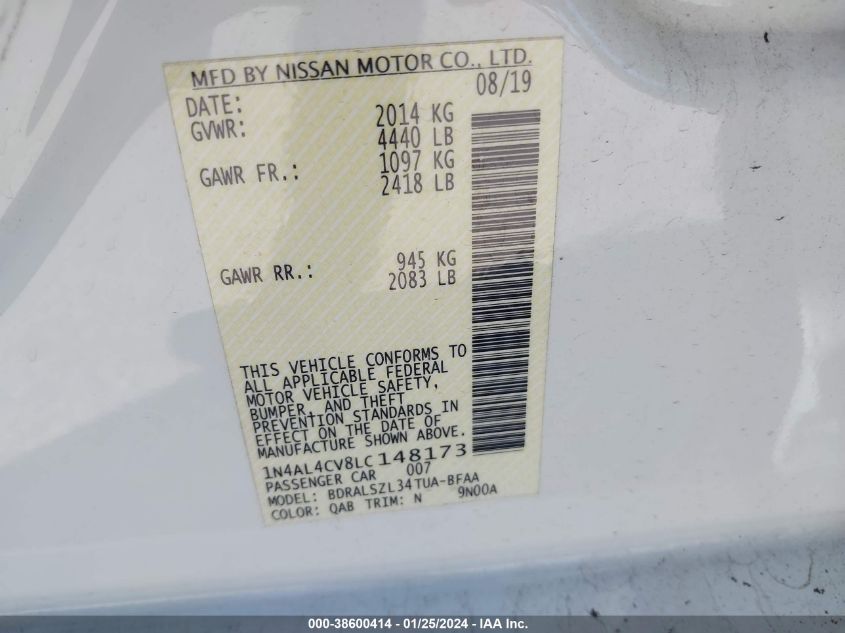 MFD BY NISSAN MOTOR CO., LTD.
DATE: 08/19
GVWR: 2014 KG
4440 LB
GAWR FR.: 1097 KG
2418 LB
GAWR RR.: 945 KG
2083 LB
THIS VEHICLE CONFORMS TO
ALL APPLICABLE FEDERAL
MOTOR VEHICLE SAFETY,
BUMPER, AND THEFT
PREVENTION STANDARDS IN
EFFECT ON THE DATE OF
MANUFACTURE SHOWN ABOVE.
1N4AL4CV8LC148173
PASSENGER CAR 007
MODEL: BDRALSZL34TUA-BFAA
COLOR: QAB TRIM: N 9N00A
000-38600414 - 01/25/2024 - IAA Inc.